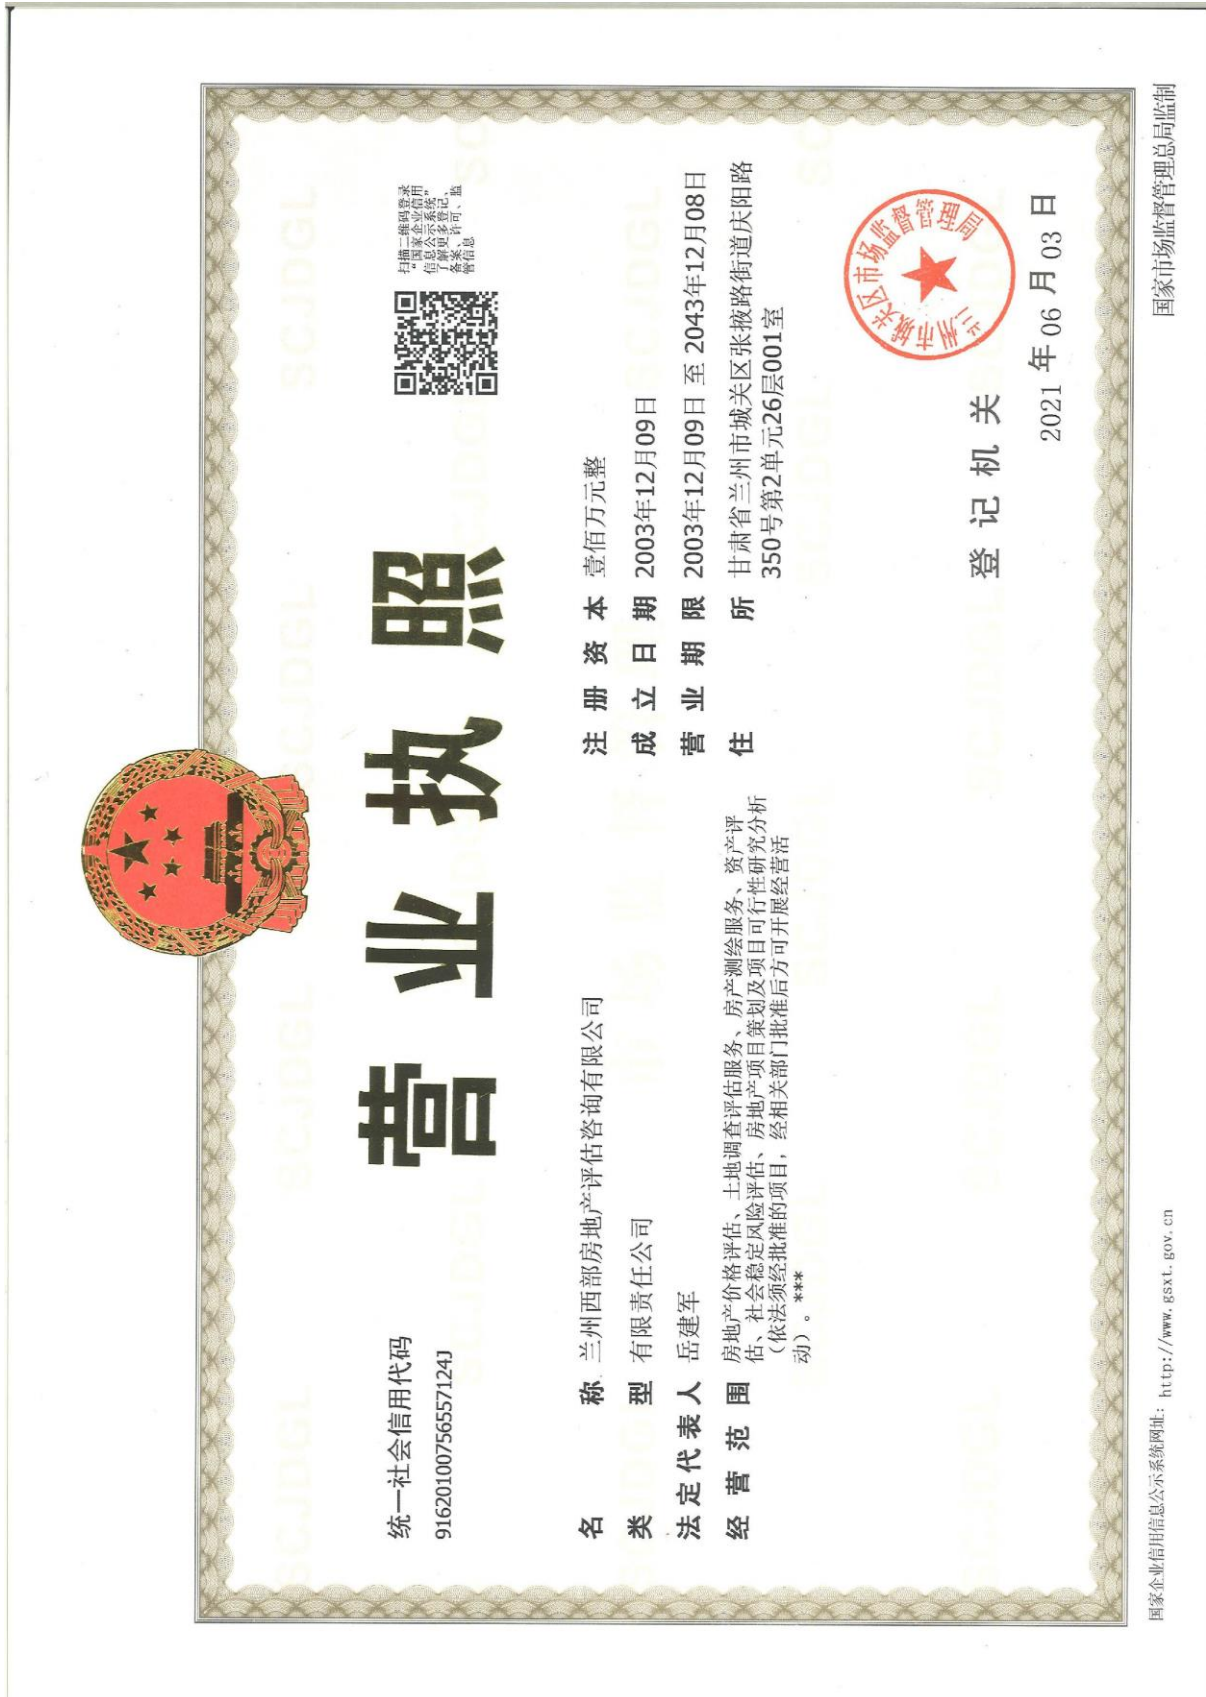 营业执照
统一社会信用代码
91620100756557124J
扫描二维码登录
“国家企业信用
信息公示系统”
了解更多登记、
备案、许可、监
管信息
名称 兰州西部房地产评估咨询有限公司
类型 有限责任公司
法定代表人 岳建军
经营范围 房地产价格评估、土地调查评估服务、房产测绘服务、资产评
估、社会稳定风险评估、房地产项目策划及项目可行性研究分析
（依法须经批准的项目，经相关部门批准后方可开展经营活
动）。***
注册资本 壹佰万元整
成立日期 2003年12月09日
营业期限 2003年12月09日 至 2043年12月08日
住所 甘肃省兰州市城关区张掖路街道庆阳路
350号第2单元26层001室
登记机关
兰州市城关区市场监督管理局
2021 年 06 月 03 日
国家企业信用信息公示系统网址：http://www.gsxt.gov.cn
国家市场监督管理总局监制